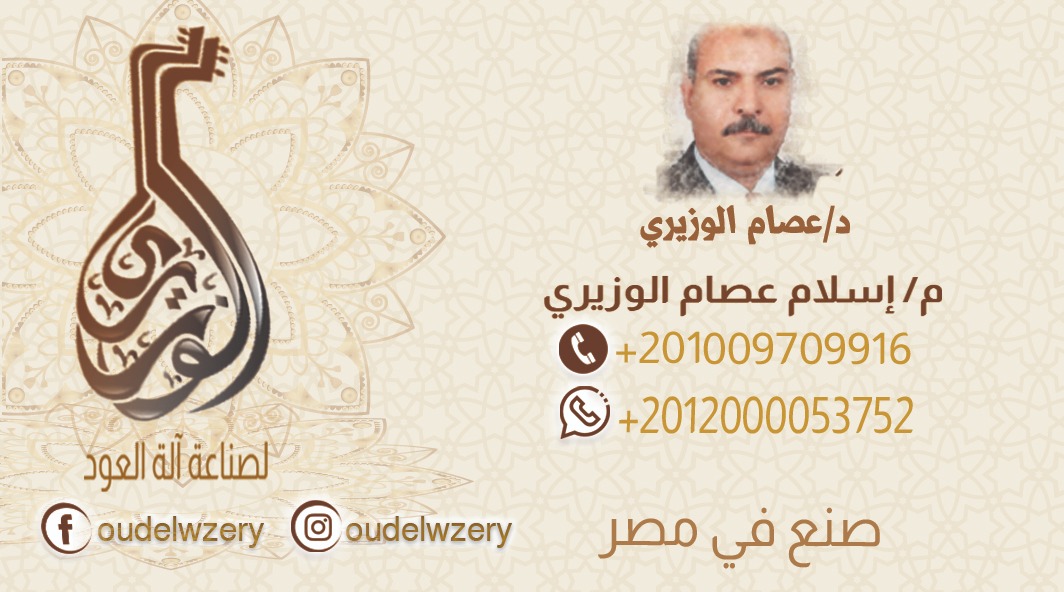 الوزيري
لصناعة آلة العود
oudelwzery
oudelwzery
د/عصام الوزيري
م/ إسلام عصام الوزيري
+201009709916
+2012000053752
صنع في مصر